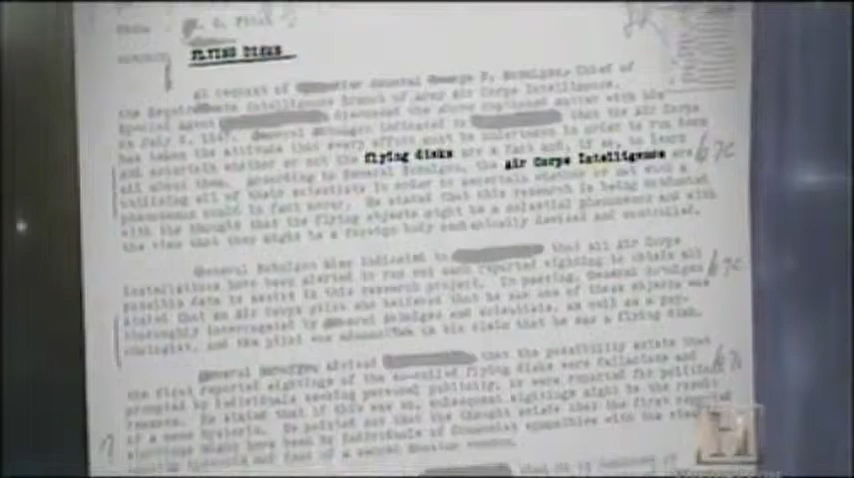 FLYING DISKS
At request of General George F. Schulgen, Chief of
Intelligence Branch of Army Air Corps Intelligence,
Special Agent discussed the above captioned matter with him
on July General Schulgen indicated to that the Air Corps
has taken the attitude that every effort must be undertaken in order to run down
and ascertain whether or not the flying disks are a fact and, if so, to learn
all about them. According to General Schulgen, the Air Corps Intelligence are
utilizing all of their scientists in order to ascertain whether or not such a
phenomenon could in fact occur. He stated that this research is being conducted
with the thought that the flying objects might be a celestial phenomenon and with
the view that they might be a foreign body mechanically devised and controlled.
General Schulgen also indicated to that all Air Corps
installations have been alerted to run out each reported sighting to obtain all
possible data to assist in this research project. In passing, General Schulgen
stated that an Air Corps pilot who believed that he saw one of these objects was
thoroughly interrogated by General Schulgen and scientists, as well as a psy-
chologist, and the pilot was adamant in his claim that he saw a flying disk.
General Schulgen advised that the possibility exists that
the first reported sightings of the so-called flying disks were fallacious and
prompted by individuals seeking personal publicity, or were reported for political
reasons. He stated that if this was so, subsequent sightings might be the result
of a mass hysteria. He pointed out that the thought exists that the first reported
sightings might have been by individuals of Communist sympathies with the view to
hysteria and fear of a secret Russian weapon.
b7c
b7c
b7c
H